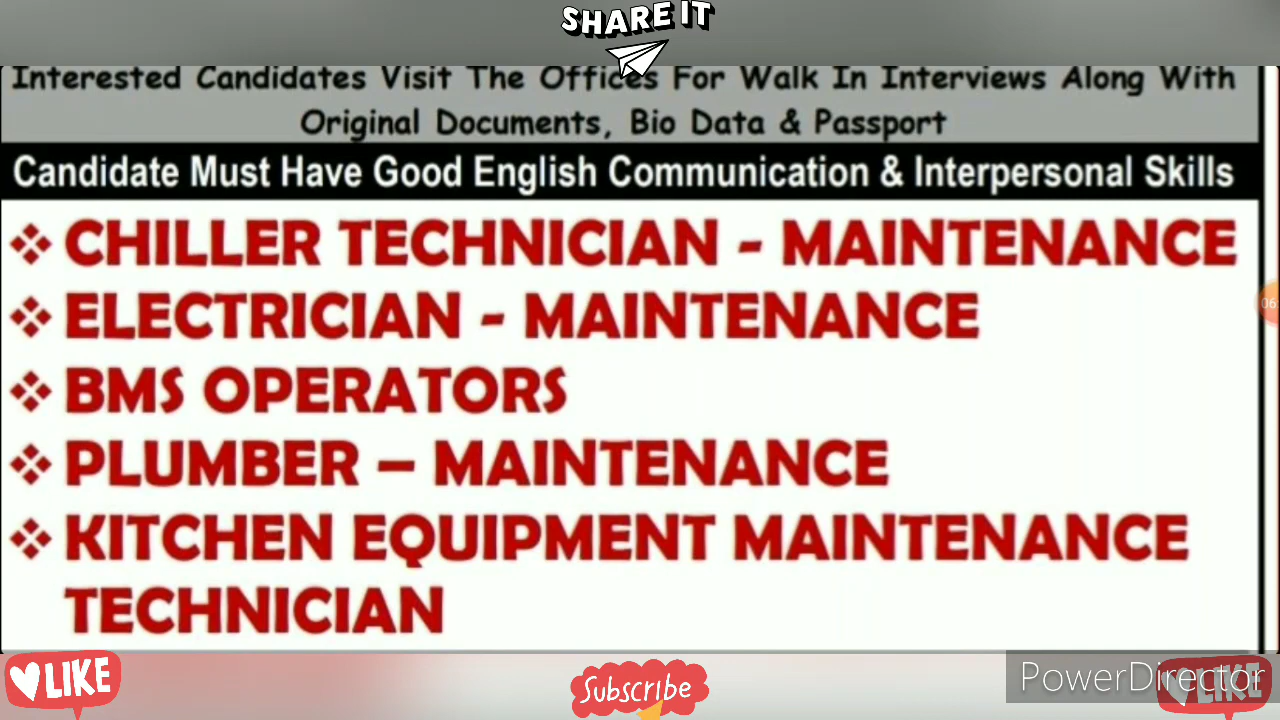 SHARE IT
Interested Candidates Visit The Offices For Walk In Interviews Along With
Original Documents, Bio Data & Passport
Candidate Must Have Good English Communication & Interpersonal Skills
❖ CHILLER TECHNICIAN - MAINTENANCE
❖ ELECTRICIAN - MAINTENANCE
06
❖ BMS OPERATORS
❖ PLUMBER – MAINTENANCE
❖ KITCHEN EQUIPMENT MAINTENANCE
TECHNICIAN
LIKE
Subscribe
PowerDirector
LIKE